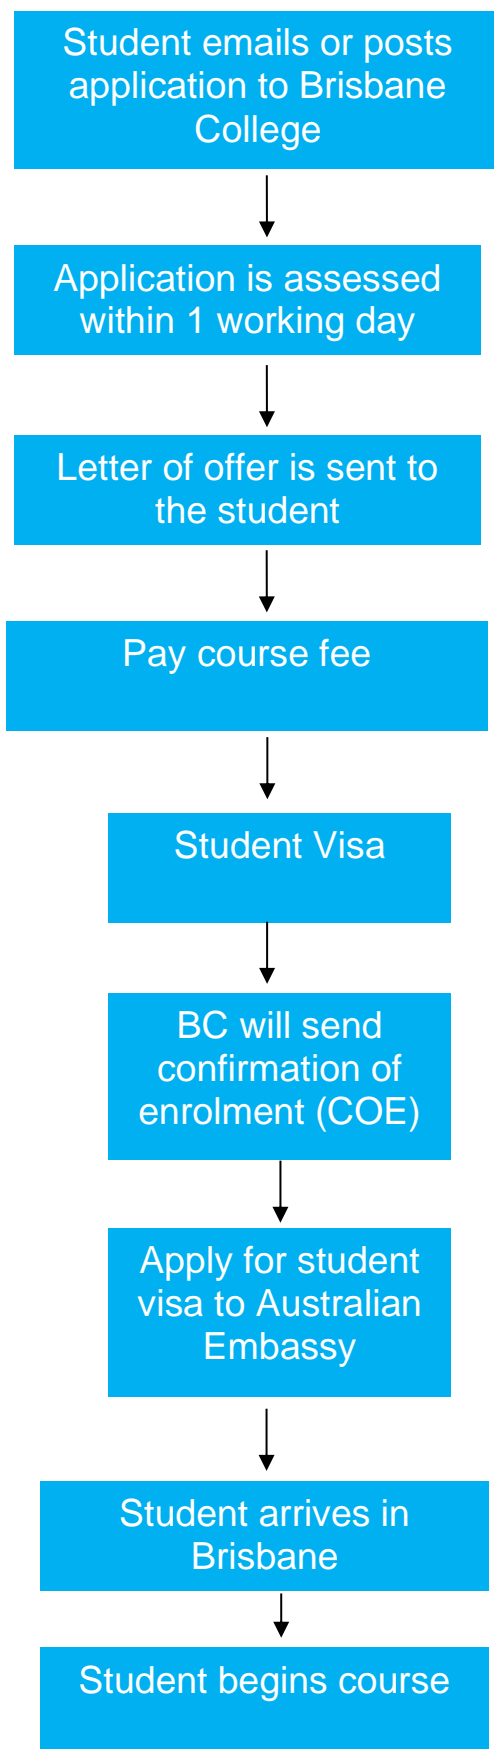 Student emails or posts
application to Brisbane
College
Application is assessed
within 1 working day
Letter of offer is sent to
the student
Pay course fee
Student Visa
BC will send
confirmation of
enrolment (COE)
Apply for student
visa to Australian
Embassy
Student arrives in
Brisbane
Student begins course